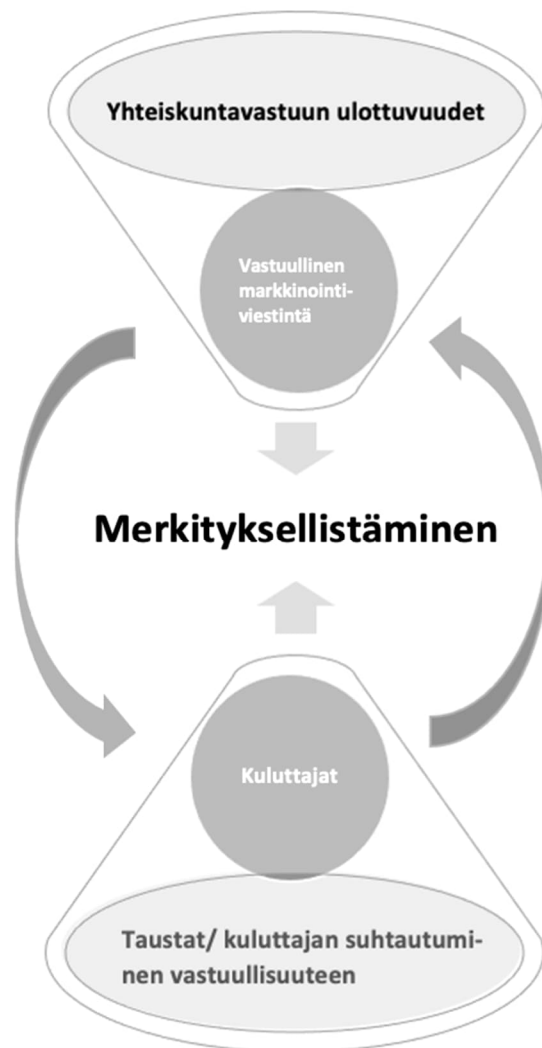 Yhteiskuntavastuun ulottuvuudet
Vastuullinen
markkinointi-
viestintä
Merkityksellistäminen
Kuluttajat
Taustat/ kuluttajan suhtautumi-
nen vastuullisuuteen